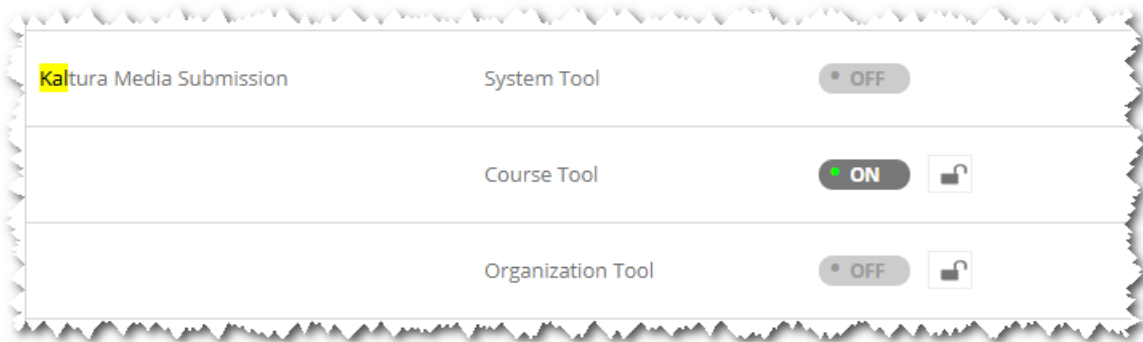 Kaltura Media Submission System Tool OFF
Course Tool ON
Organization Tool OFF